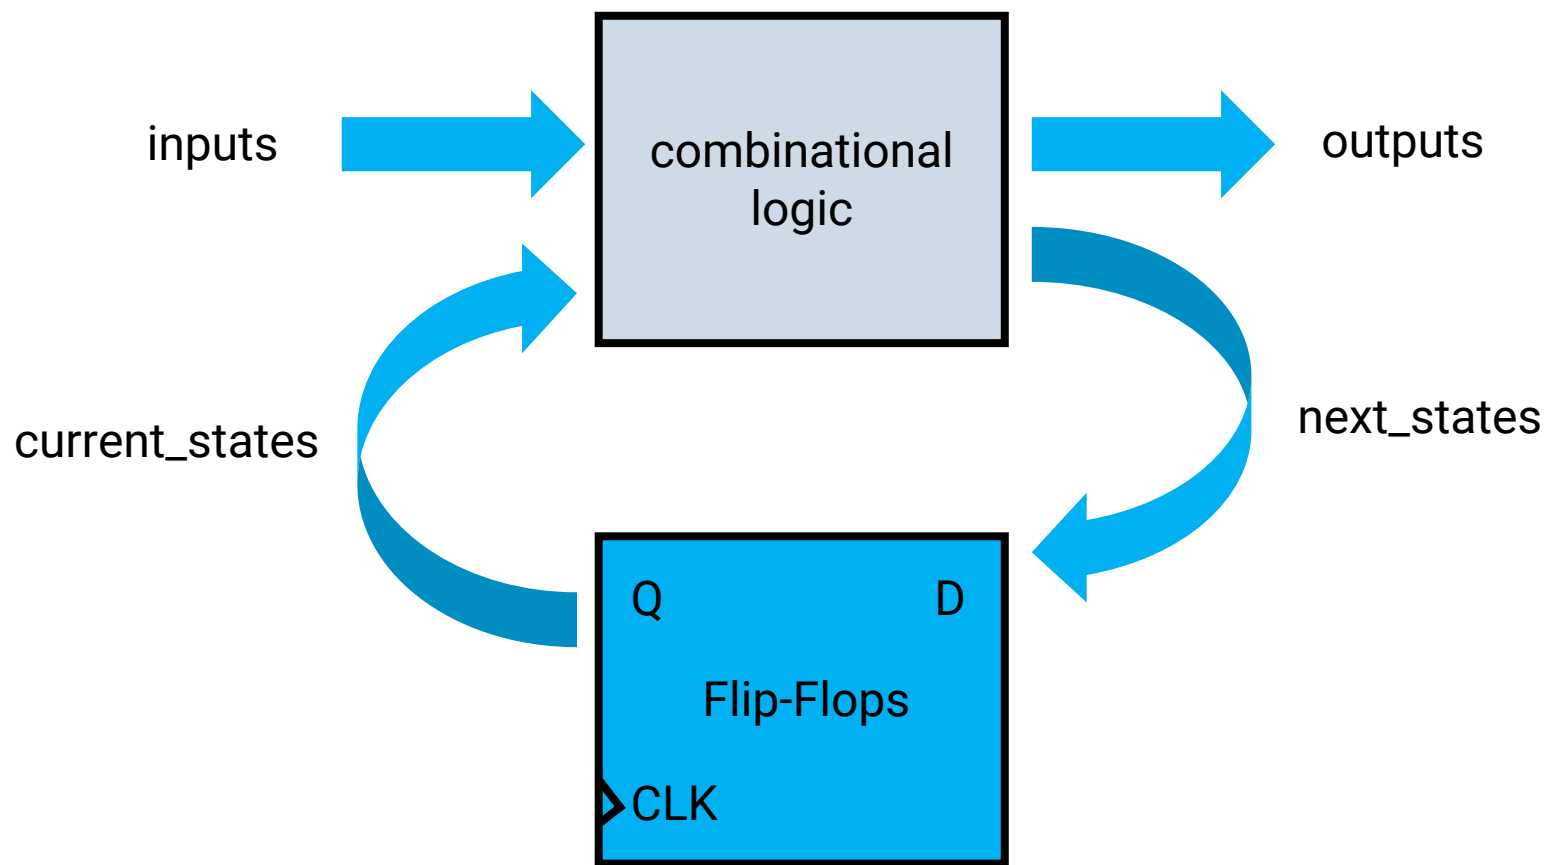 inputs
combinational
logic
outputs
current_states
next_states
Q
D
Flip-Flops
CLK